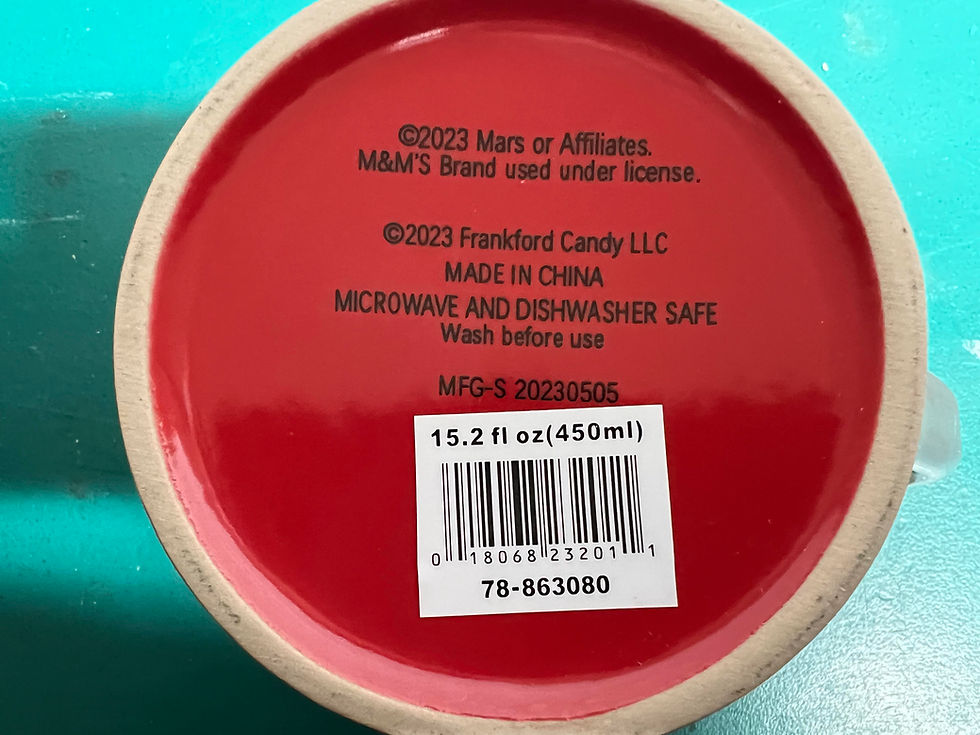 ©2023 Mars or Affiliates.
M&M'S Brand used under license.
©2023 Frankford Candy LLC
MADE IN CHINA
MICROWAVE AND DISHWASHER SAFE
Wash before use
MFG-S 20230505
15.2 fl oz(450ml)
0 18068 23201 1
78-863080